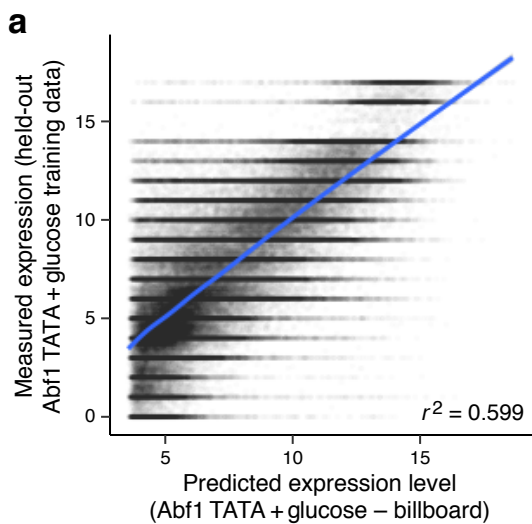 a
Measured expression (held-out
Abf1 TATA + glucose training data)
15
10
5
0
r² = 0.599
5 10 15
Predicted expression level
(Abf1 TATA + glucose – billboard)